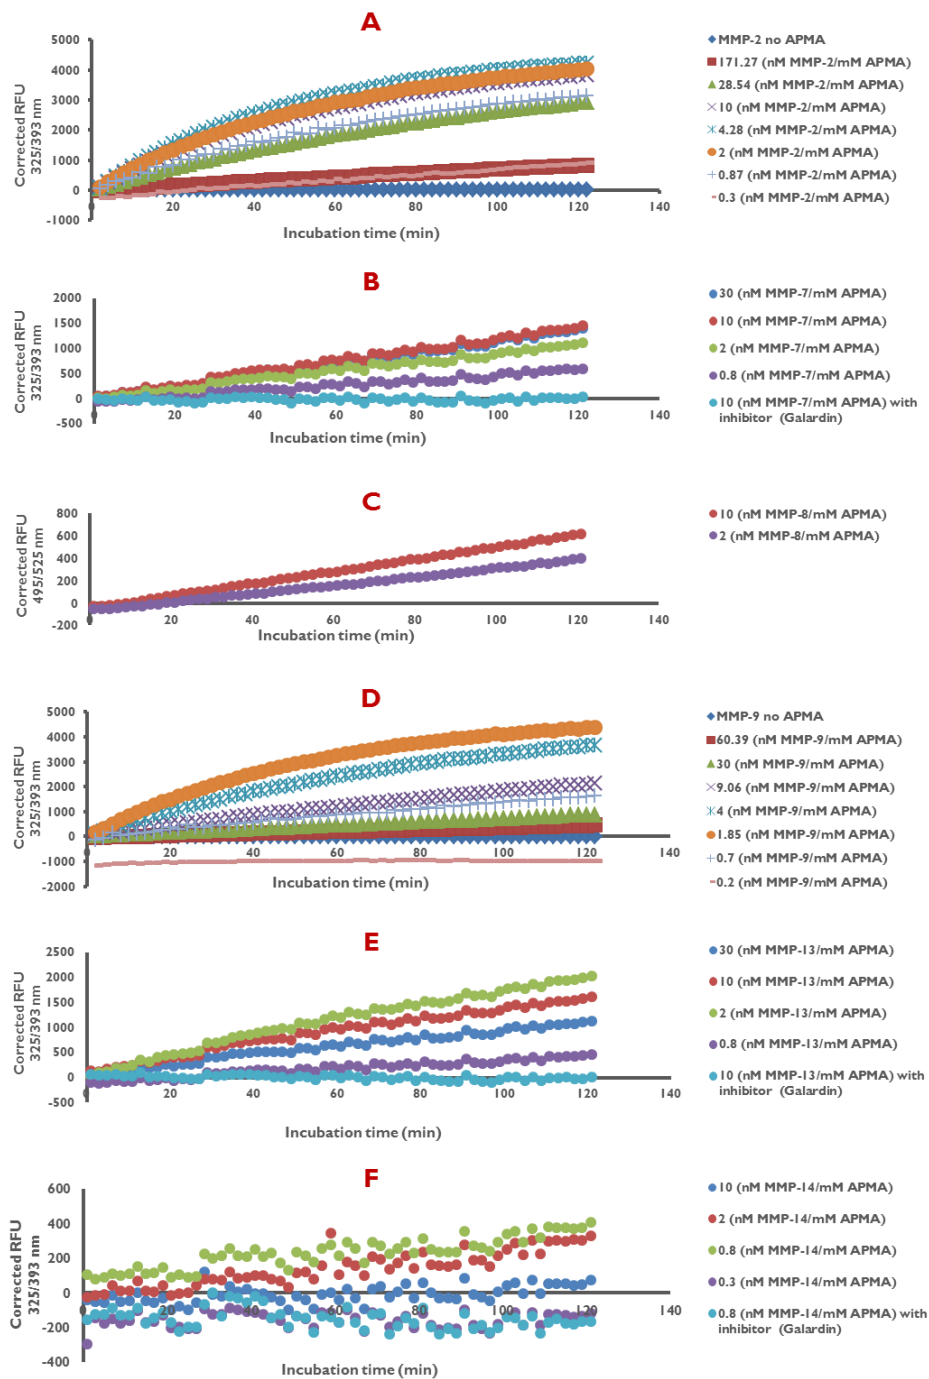 A
Corrected RFU
325/393 nm
5000
4000
3000
2000
1000
0
-1000
0
20
40
60
80
100
120
140
Incubation time (min)
MMP-2 no APMA
171.27 (nM MMP-2/mM APMA)
28.54 (nM MMP-2/mM APMA)
10 (nM MMP-2/mM APMA)
4.28 (nM MMP-2/mM APMA)
2 (nM MMP-2/mM APMA)
0.87 (nM MMP-2/mM APMA)
0.3 (nM MMP-2/mM APMA)
B
Corrected RFU
325/393 nm
2000
1500
1000
500
0
-500
0
20
40
60
80
100
120
140
Incubation time (min)
30 (nM MMP-7/mM APMA)
10 (nM MMP-7/mM APMA)
2 (nM MMP-7/mM APMA)
0.8 (nM MMP-7/mM APMA)
10 (nM MMP-7/mM APMA) with
inhibitor (Galardin)
C
Corrected RFU
495/525 nm
800
600
400
200
0
-200
0
20
40
60
80
100
120
140
Incubation time (min)
10 (nM MMP-8/mM APMA)
2 (nM MMP-8/mM APMA)
D
Corrected RFU
325/393 nm
5000
4000
3000
2000
1000
0
-1000
-2000
0
20
40
60
80
100
120
140
Incubation time (min)
MMP-9 no APMA
60.39 (nM MMP-9/mM APMA)
30 (nM MMP-9/mM APMA)
9.06 (nM MMP-9/mM APMA)
4 (nM MMP-9/mM APMA)
1.85 (nM MMP-9/mM APMA)
0.7 (nM MMP-9/mM APMA)
0.2 (nM MMP-9/mM APMA)
E
Corrected RFU
325/393 nm
2500
2000
1500
1000
500
0
-500
0
20
40
60
80
100
120
140
Incubation time (min)
30 (nM MMP-13/mM APMA)
10 (nM MMP-13/mM APMA)
2 (nM MMP-13/mM APMA)
0.8 (nM MMP-13/mM APMA)
10 (nM MMP-13/mM APMA) with
inhibitor (Galardin)
F
Corrected RFU
325/393 nm
600
400
200
0
-200
-400
0
20
40
60
80
100
120
140
Incubation time (min)
10 (nM MMP-14/mM APMA)
2 (nM MMP-14/mM APMA)
0.8 (nM MMP-14/mM APMA)
0.3 (nM MMP-14/mM APMA)
0.8 (nM MMP-14/mM APMA) with
inhibitor (Galardin)